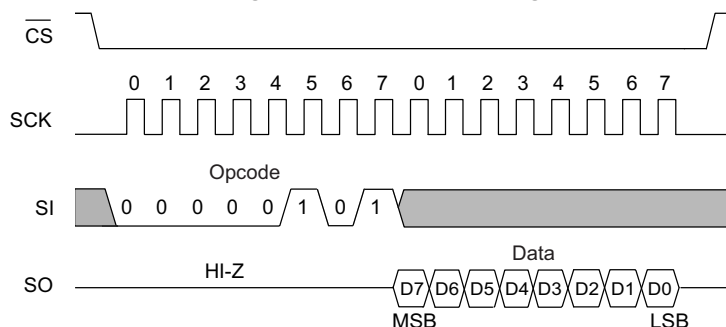 CS
0 1 2 3 4 5 6 7 0 1 2 3 4 5 6 7
SCK
Opcode
SI 0 0 0 0 0 1 0 1
Data
HI-Z
SO D7 D6 D5 D4 D3 D2 D1 D0
MSB LSB